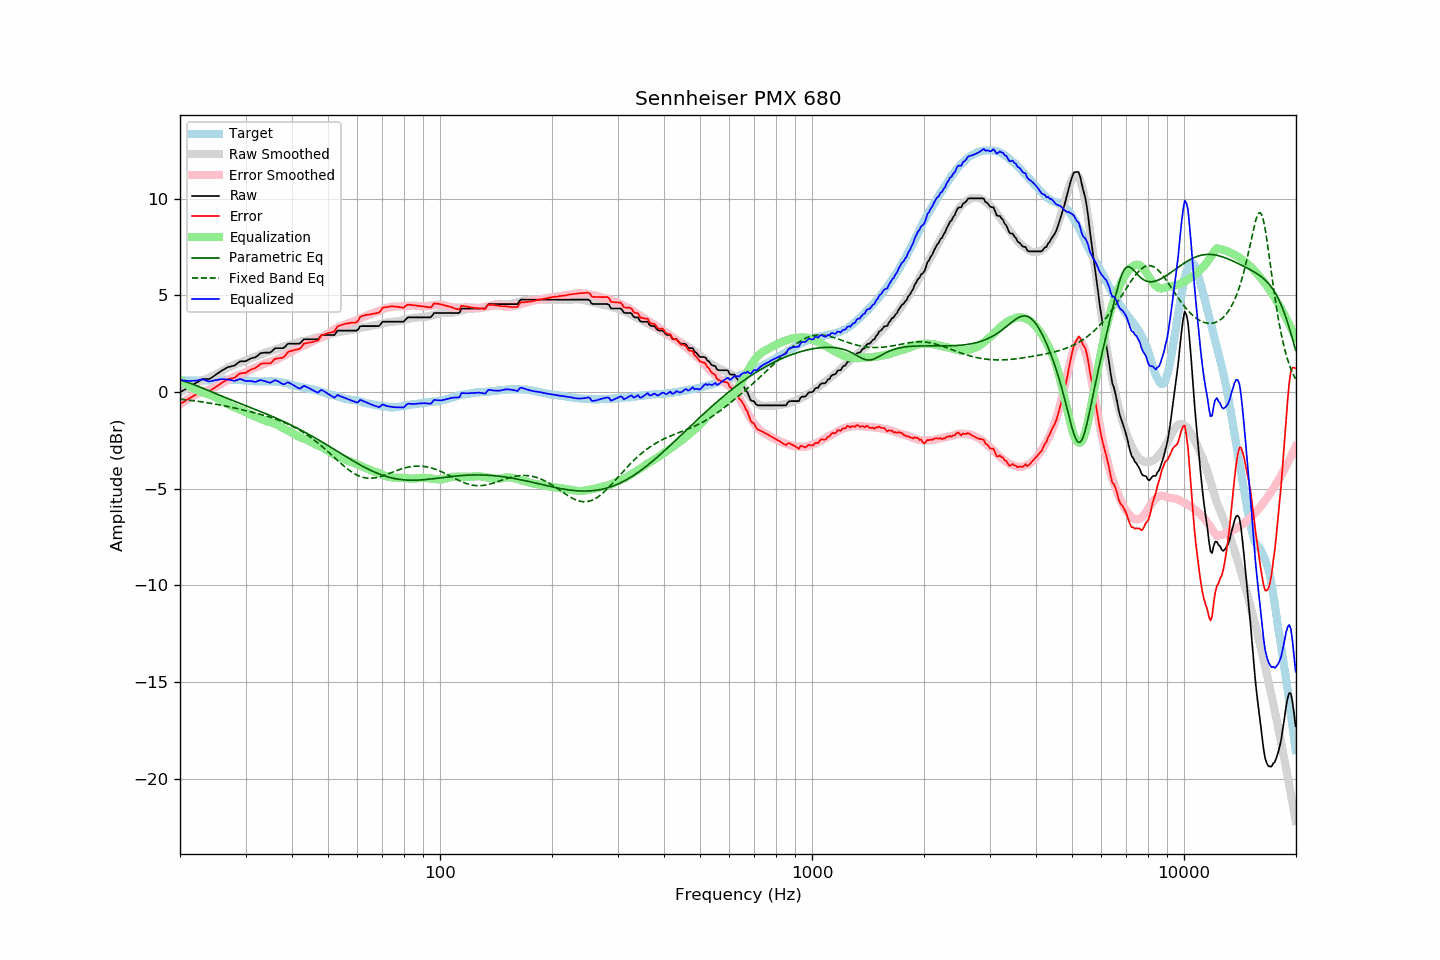 Sennheiser PMX 680
Target
Raw Smoothed
Error Smoothed
Raw
Error
Equalization
Parametric Eq
Fixed Band Eq
Equalized
Amplitude (dBr)
10
5
0
−5
−10
−15
−20
100
1000
10000
Frequency (Hz)